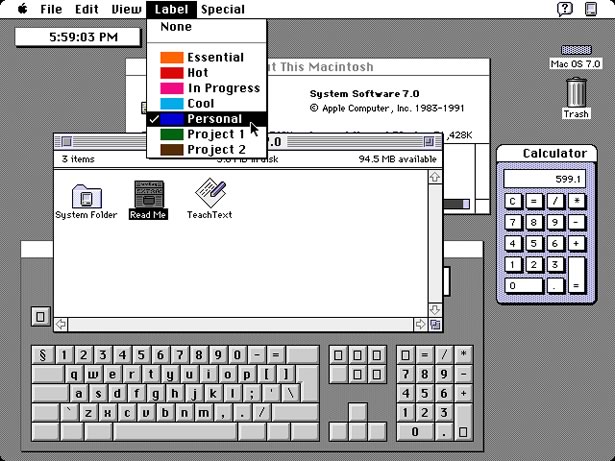 File Edit View Label Special
5:59:03 PM
None
Essential
Hot
In Progress
Cool
Personal
Project 1
Project 2
ut This Macintosh
System Software 7.0
© Apple Computer, Inc. 1983-1991
,428K
.0
3 items
94.5 MB available
System Folder
Read Me
TeachText
Mac OS 7.0
Trash
Calculator
599.1
C = / *
7 8 9 -
4 5 6 +
1 2 3
0 . =
§ 1 2 3 4 5 6 7 8 9 0 - =
q w e r t y u i o p [ ]
a s d f g h j k l ; ' \
` z x c v b n m , . /
= / *
7 8 9 -
4 5 6 +
1 2 3
0 .